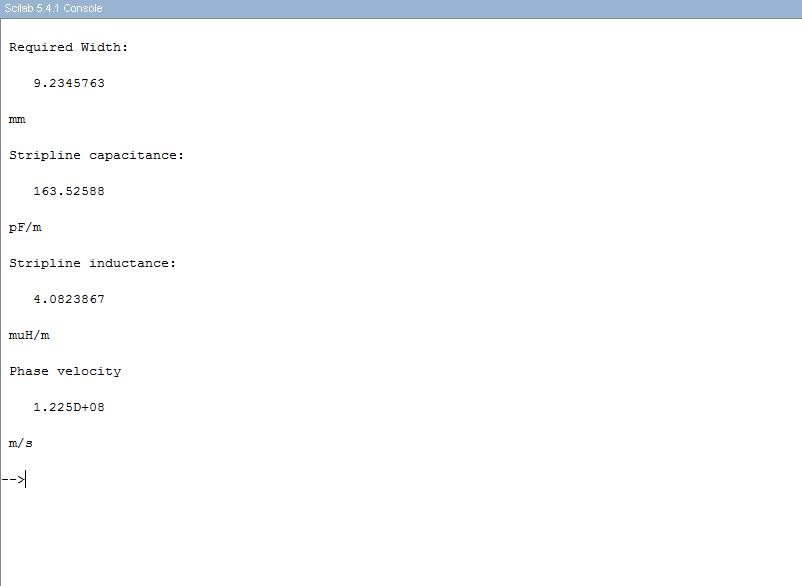 Scilab 5.4.1 Console
Required Width:
9.2345763
mm
Stripline capacitance:
163.52588
pF/m
Stripline inductance:
4.0823867
muH/m
Phase velocity
1.225D+08
m/s
-->